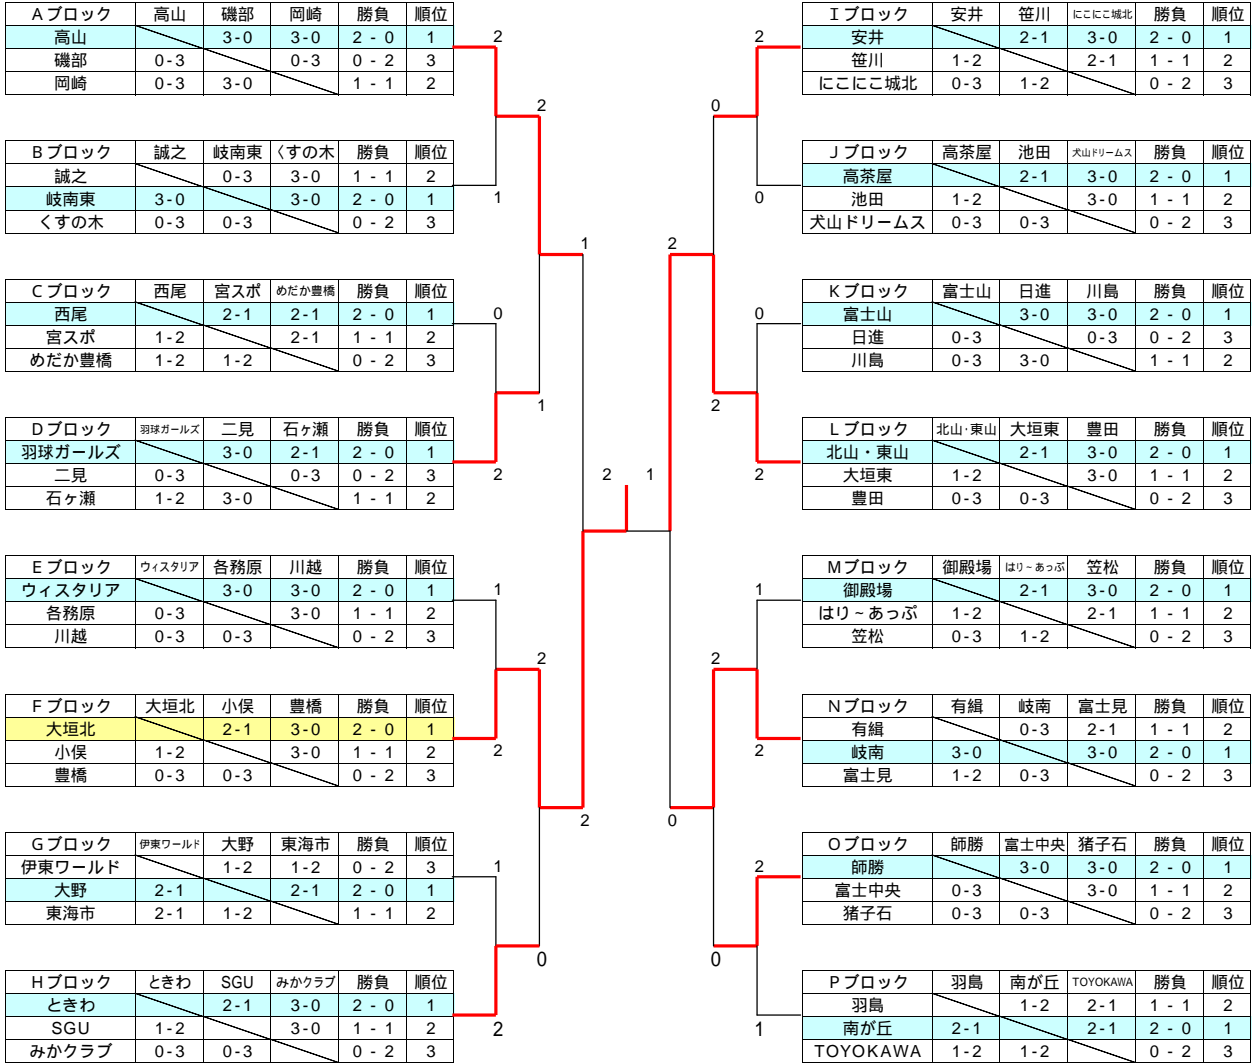 Aブロック 高山 磯部 岡崎 勝負 順位
高山 3-0 3-0 2 - 0 1
磯部 0-3 0-3 0 - 2 3
岡崎 0-3 3-0 1 - 1 2
Bブロック 誠之 岐南東 くすの木 勝負 順位
誠之 0-3 3-0 1 - 1 2
岐南東 3-0 3-0 2 - 0 1
くすの木 0-3 0-3 0 - 2 3
Cブロック 西尾 宮スポ めだか豊橋 勝負 順位
西尾 2-1 2-1 2 - 0 1
宮スポ 1-2 2-1 1 - 1 2
めだか豊橋 1-2 1-2 0 - 2 3
Dブロック 羽球ガールズ 二見 石ヶ瀬 勝負 順位
羽球ガールズ 3-0 2-1 2 - 0 1
二見 0-3 0-3 0 - 2 3
石ヶ瀬 1-2 3-0 1 - 1 2
Eブロック ウィスタリア 各務原 川越 勝負 順位
ウィスタリア 3-0 3-0 2 - 0 1
各務原 0-3 3-0 1 - 1 2
川越 0-3 0-3 0 - 2 3
Fブロック 大垣北 小俣 豊橋 勝負 順位
大垣北 2-1 3-0 2 - 0 1
小俣 1-2 3-0 1 - 1 2
豊橋 0-3 0-3 0 - 2 3
Gブロック 伊東ワールド 大野 東海市 勝負 順位
伊東ワールド 1-2 1-2 0 - 2 3
大野 2-1 2-1 2 - 0 1
東海市 2-1 1-2 1 - 1 2
Hブロック ときわ SGU みかクラブ 勝負 順位
ときわ 2-1 3-0 2 - 0 1
SGU 1-2 3-0 1 - 1 2
みかクラブ 0-3 0-3 0 - 2 3
2
2
1
1
0
1
2
1
2
2
2
1
0
2
2 1
2
0
0
2
0
2
2
1
2
2
0
2
0
1
Iブロック 安井 笹川 にこにこ城北 勝負 順位
安井 2-1 3-0 2 - 0 1
笹川 1-2 2-1 1 - 1 2
にこにこ城北 0-3 1-2 0 - 2 3
Jブロック 高茶屋 池田 犬山ドリームス 勝負 順位
高茶屋 2-1 3-0 2 - 0 1
池田 1-2 3-0 1 - 1 2
犬山ドリームス 0-3 0-3 0 - 2 3
Kブロック 富士山 日進 川島 勝負 順位
富士山 3-0 3-0 2 - 0 1
日進 0-3 0-3 0 - 2 3
川島 0-3 3-0 1 - 1 2
Lブロック 北山・東山 大垣東 豊田 勝負 順位
北山・東山 2-1 3-0 2 - 0 1
大垣東 1-2 3-0 1 - 1 2
豊田 0-3 0-3 0 - 2 3
Mブロック 御殿場 はり~あっぷ 笠松 勝負 順位
御殿場 2-1 3-0 2 - 0 1
はり~あっぷ 1-2 2-1 1 - 1 2
笠松 0-3 1-2 0 - 2 3
Nブロック 有緝 岐南 富士見 勝負 順位
有緝 0-3 2-1 1 - 1 2
岐南 3-0 3-0 2 - 0 1
富士見 1-2 0-3 0 - 2 3
Oブロック 師勝 富士中央 猪子石 勝負 順位
師勝 3-0 3-0 2 - 0 1
富士中央 0-3 3-0 1 - 1 2
猪子石 0-3 0-3 0 - 2 3
Pブロック 羽島 南が丘 TOYOKAWA 勝負 順位
羽島 1-2 2-1 1 - 1 2
南が丘 2-1 2-1 2 - 0 1
TOYOKAWA 1-2 1-2 0 - 2 3